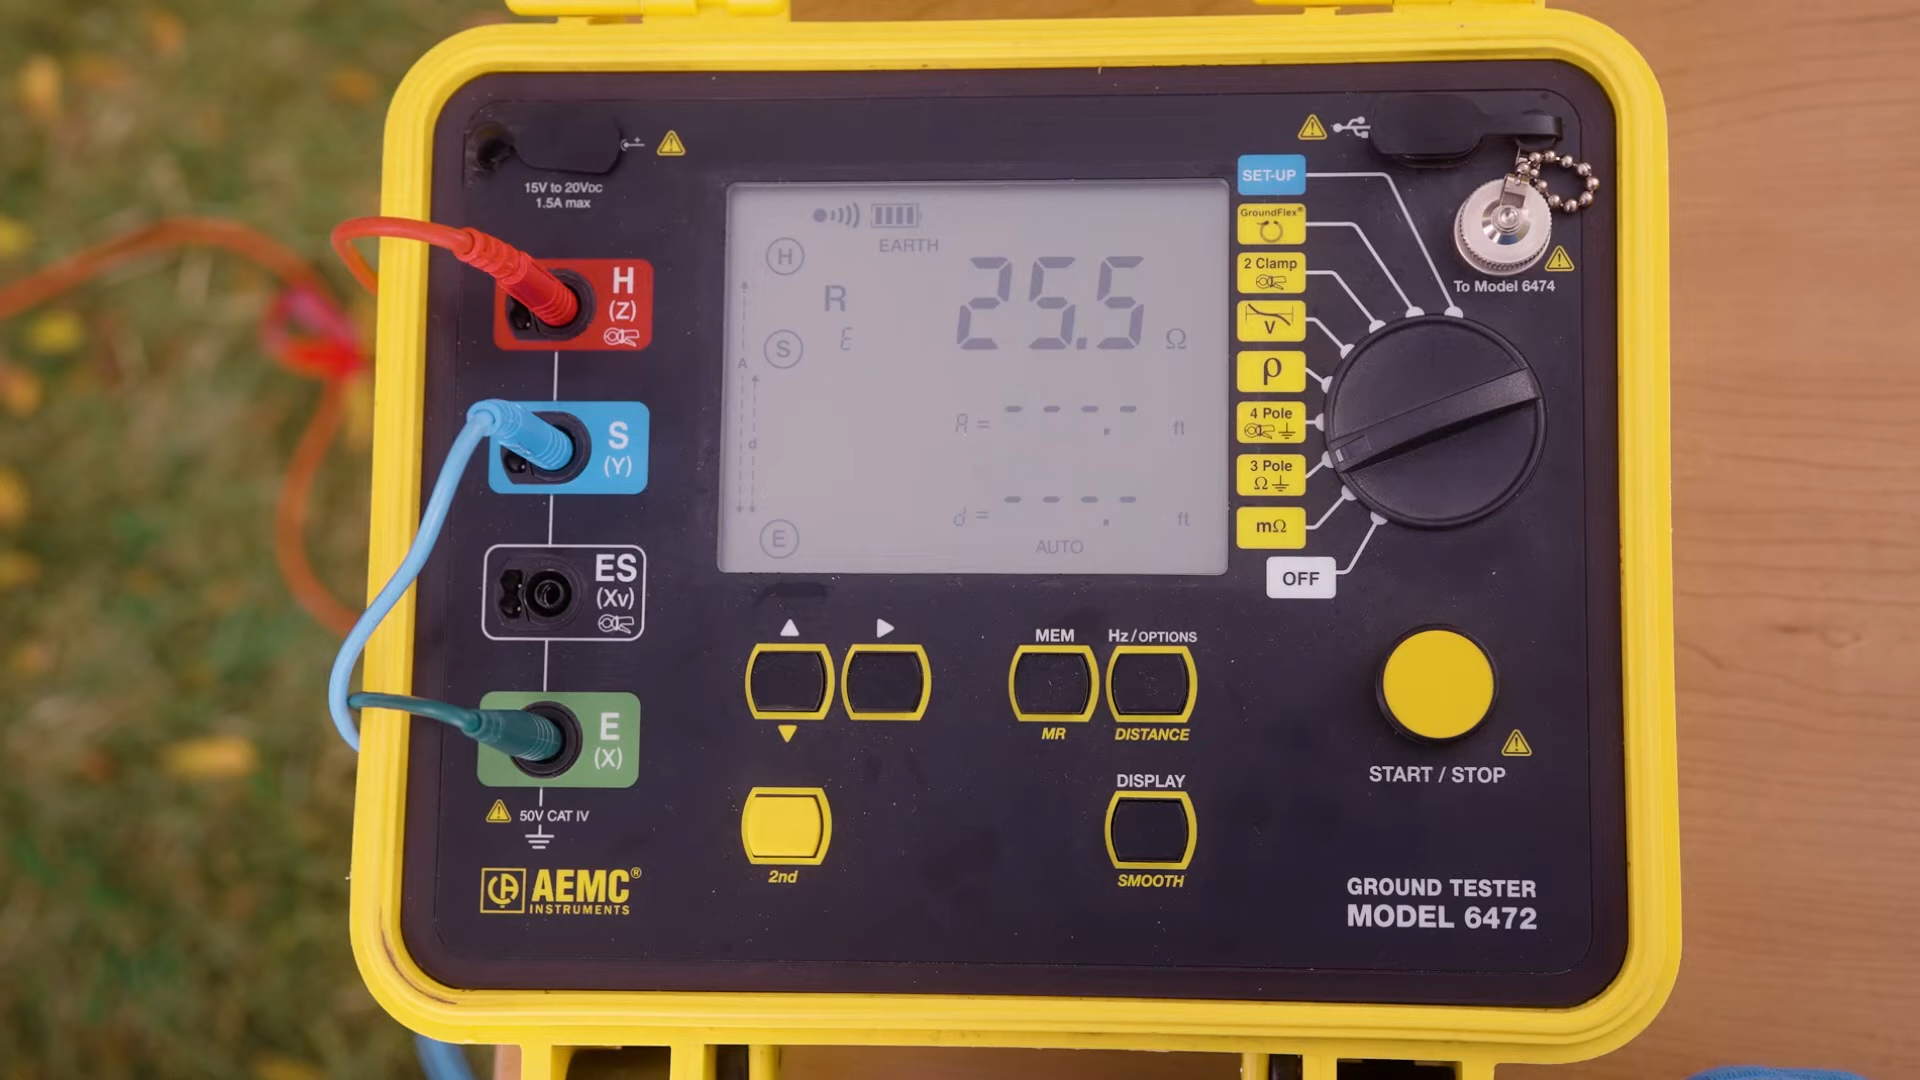 15V to 20VDC
1.5A max
H
(Z)
S
(Y)
ES
(Xv)
E
(X)
50V CAT IV
AEMC®
INSTRUMENTS
EARTH
H
R
E
25.5 Ω
S
A
d
A = - - - . - ft
d = - - - . - ft
E
AUTO
SET-UP
GroundFlex®
2 Clamp
V
ρ
4 Pole
3 Pole
Ω
mΩ
OFF
To Model 6474
MEM
Hz / OPTIONS
MR
DISTANCE
2nd
DISPLAY
SMOOTH
START / STOP
GROUND TESTER
MODEL 6472